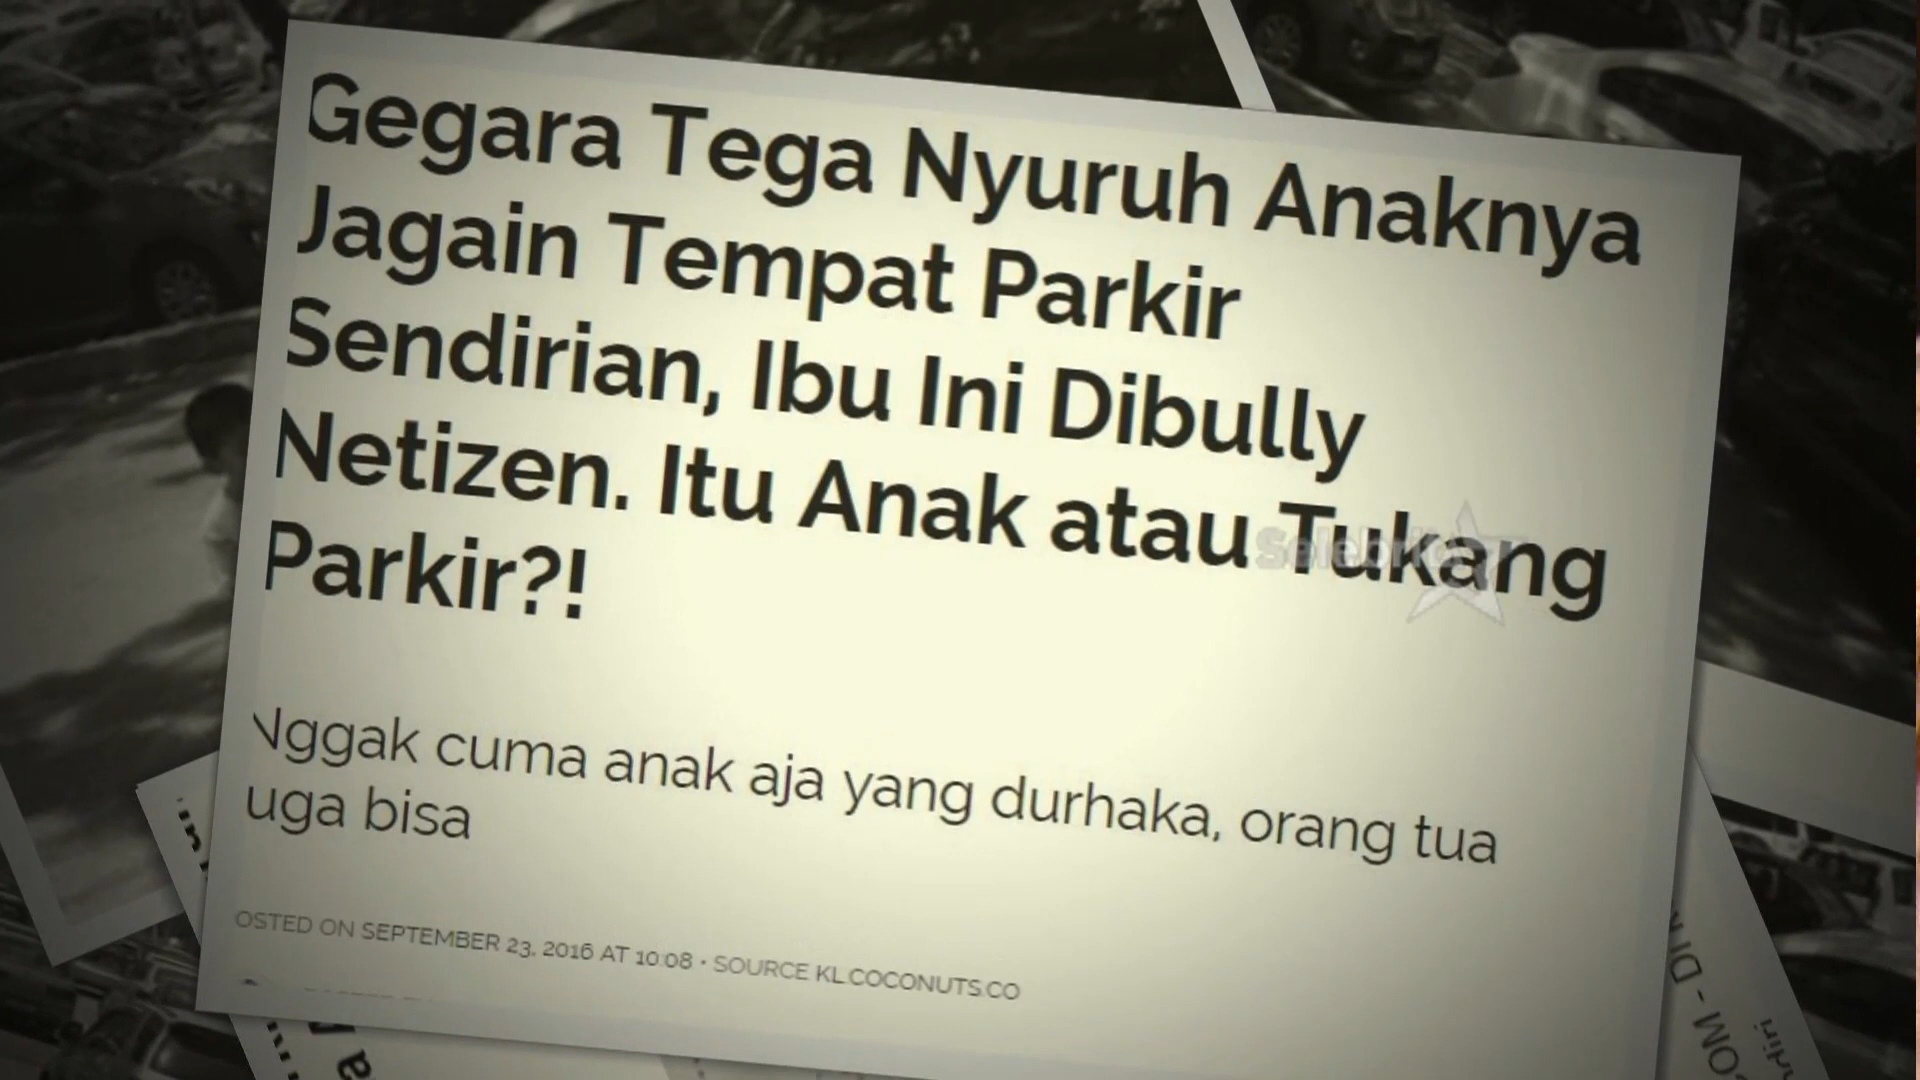 Gegara Tega Nyuruh Anaknya
Jagain Tempat Parkir
Sendirian, Ibu Ini Dibully
Netizen. Itu Anak atau Tukang
Parkir?!
Nggak cuma anak aja yang durhaka, orang tua
uga bisa
OSTED ON SEPTEMBER 23, 2016 AT 10:08 • SOURCE KL.COCONUTS.CO